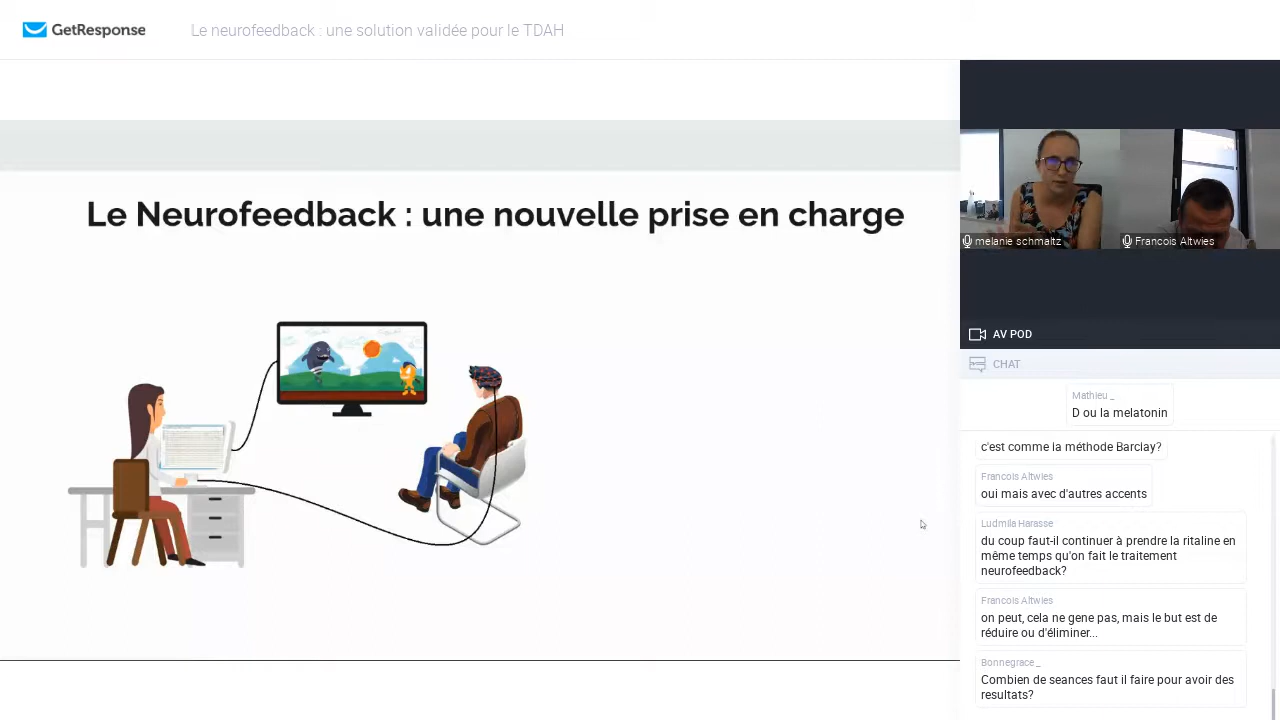 GetResponse
Le neurofeedback : une solution validée pour le TDAH
Le Neurofeedback : une nouvelle prise en charge
melanie schmaltz
Francois Altwies
AV POD
CHAT
Mathieu _
D ou la melatonin
c'est comme la méthode Barclay?
Francois Altwies
oui mais avec d'autres accents
Ludmila Harasse
du coup faut-il continuer à prendre la ritaline en
même temps qu'on fait le traitement
neurofeedback?
Francois Altwies
on peut, cela ne gene pas, mais le but est de
réduire ou d'éliminer...
Bonnegrace _
Combien de seances faut il faire pour avoir des
resultats?